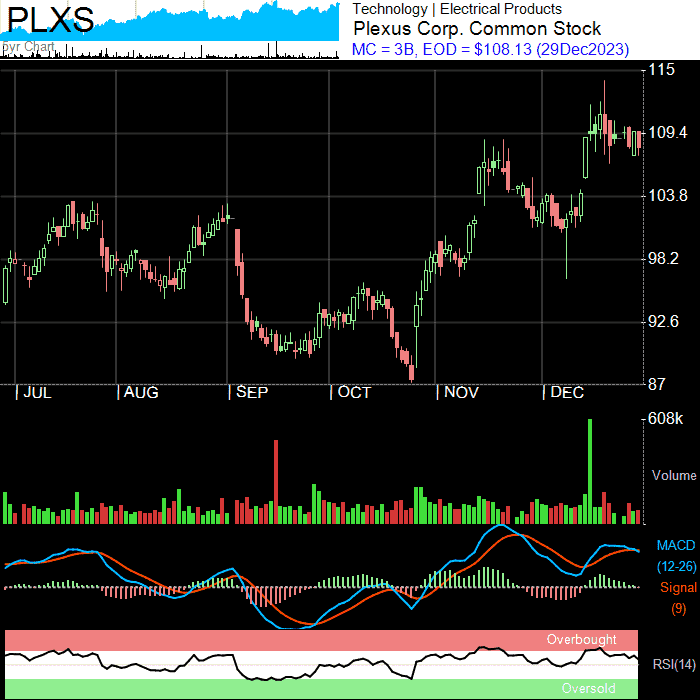 PLXS
5yr Chart
Technology | Electrical Products
Plexus Corp. Common Stock
MC = 3B, EOD = $108.13 (29Dec2023)
115
109.4
103.8
98.2
92.6
87
| JUL | AUG | SEP | OCT | NOV | DEC
608k
Volume
MACD
(12-26)
Signal
(9)
Overbought
RSI(14)
Oversold